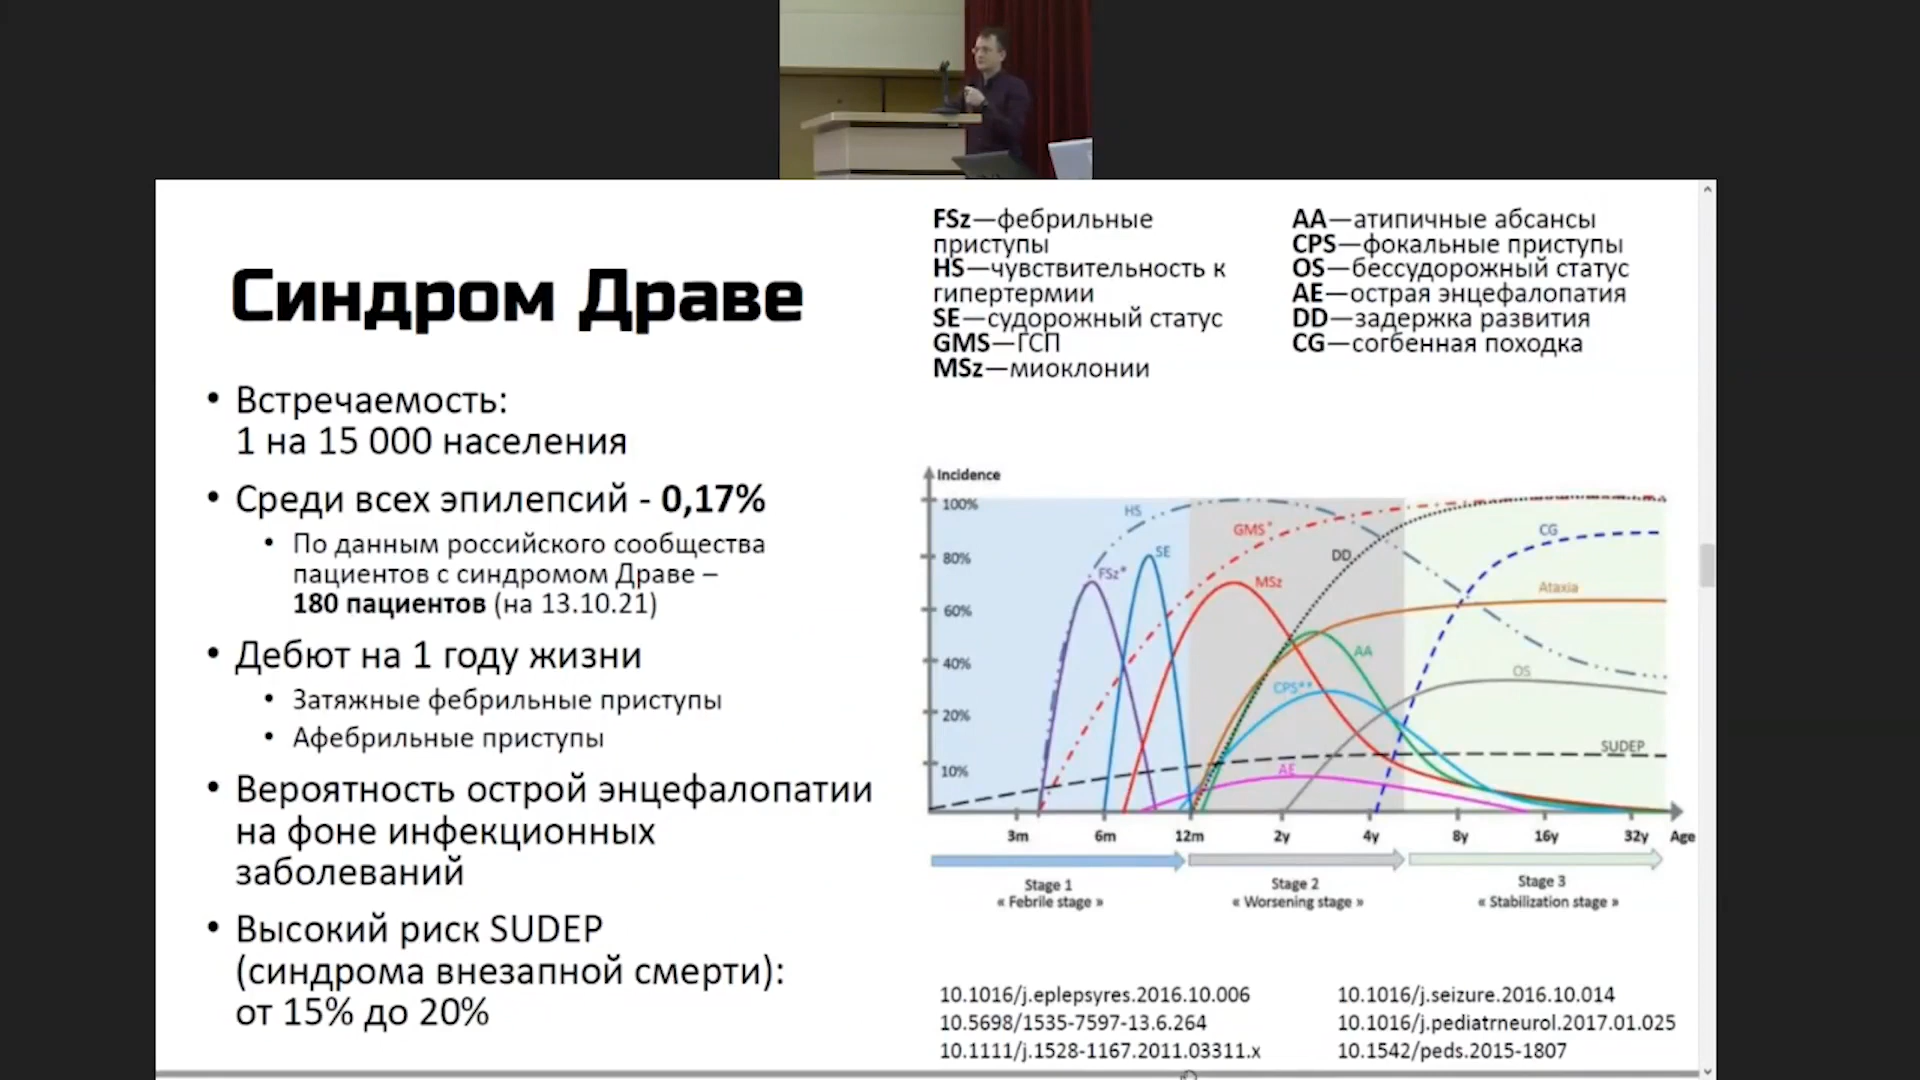 Синдром Драве
• Встречаемость:
1 на 15 000 населения
• Среди всех эпилепсий - 0,17%
• По данным российского сообщества
пациентов с синдромом Драве –
180 пациентов (на 13.10.21)
• Дебют на 1 году жизни
• Затяжные фебрильные приступы
• Афебрильные приступы
• Вероятность острой энцефалопатии
на фоне инфекционных
заболеваний
• Высокий риск SUDEP
(синдрома внезапной смерти):
от 15% до 20%
FSz—фебрильные
приступы
HS—чувствительность к
гипертермии
SE—судорожный статус
GMS—ГСП
MSz—миоклонии
AA—атипичные абсансы
CPS—фокальные приступы
OS—бессудорожный статус
AE—острая энцефалопатия
DD—задержка развития
CG—согбенная походка
Incidence
100%
80%
60%
40%
20%
10%
HS
SE
FSz*
GMS*
MSz
DD
AA
CPS**
AE
CG
Ataxia
OS
SUDEP
3m 6m 12m 2y 4y 8y 16y 32y Age
Stage 1
« Febrile stage »
Stage 2
« Worsening stage »
Stage 3
« Stabilization stage »
10.1016/j.eplepsyres.2016.10.006
10.5698/1535-7597-13.6.264
10.1111/j.1528-1167.2011.03311.x
10.1016/j.seizure.2016.10.014
10.1016/j.pediatrneurol.2017.01.025
10.1542/peds.2015-1807